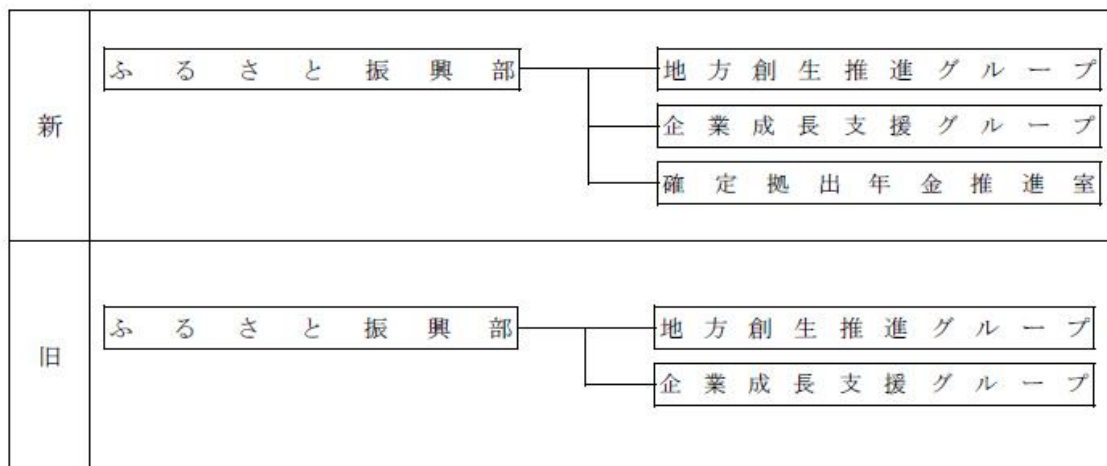 新
ふるさと振興部
地方創生推進グループ
企業成長支援グループ
確定拠出年金推進室
旧
ふるさと振興部
地方創生推進グループ
企業成長支援グループ